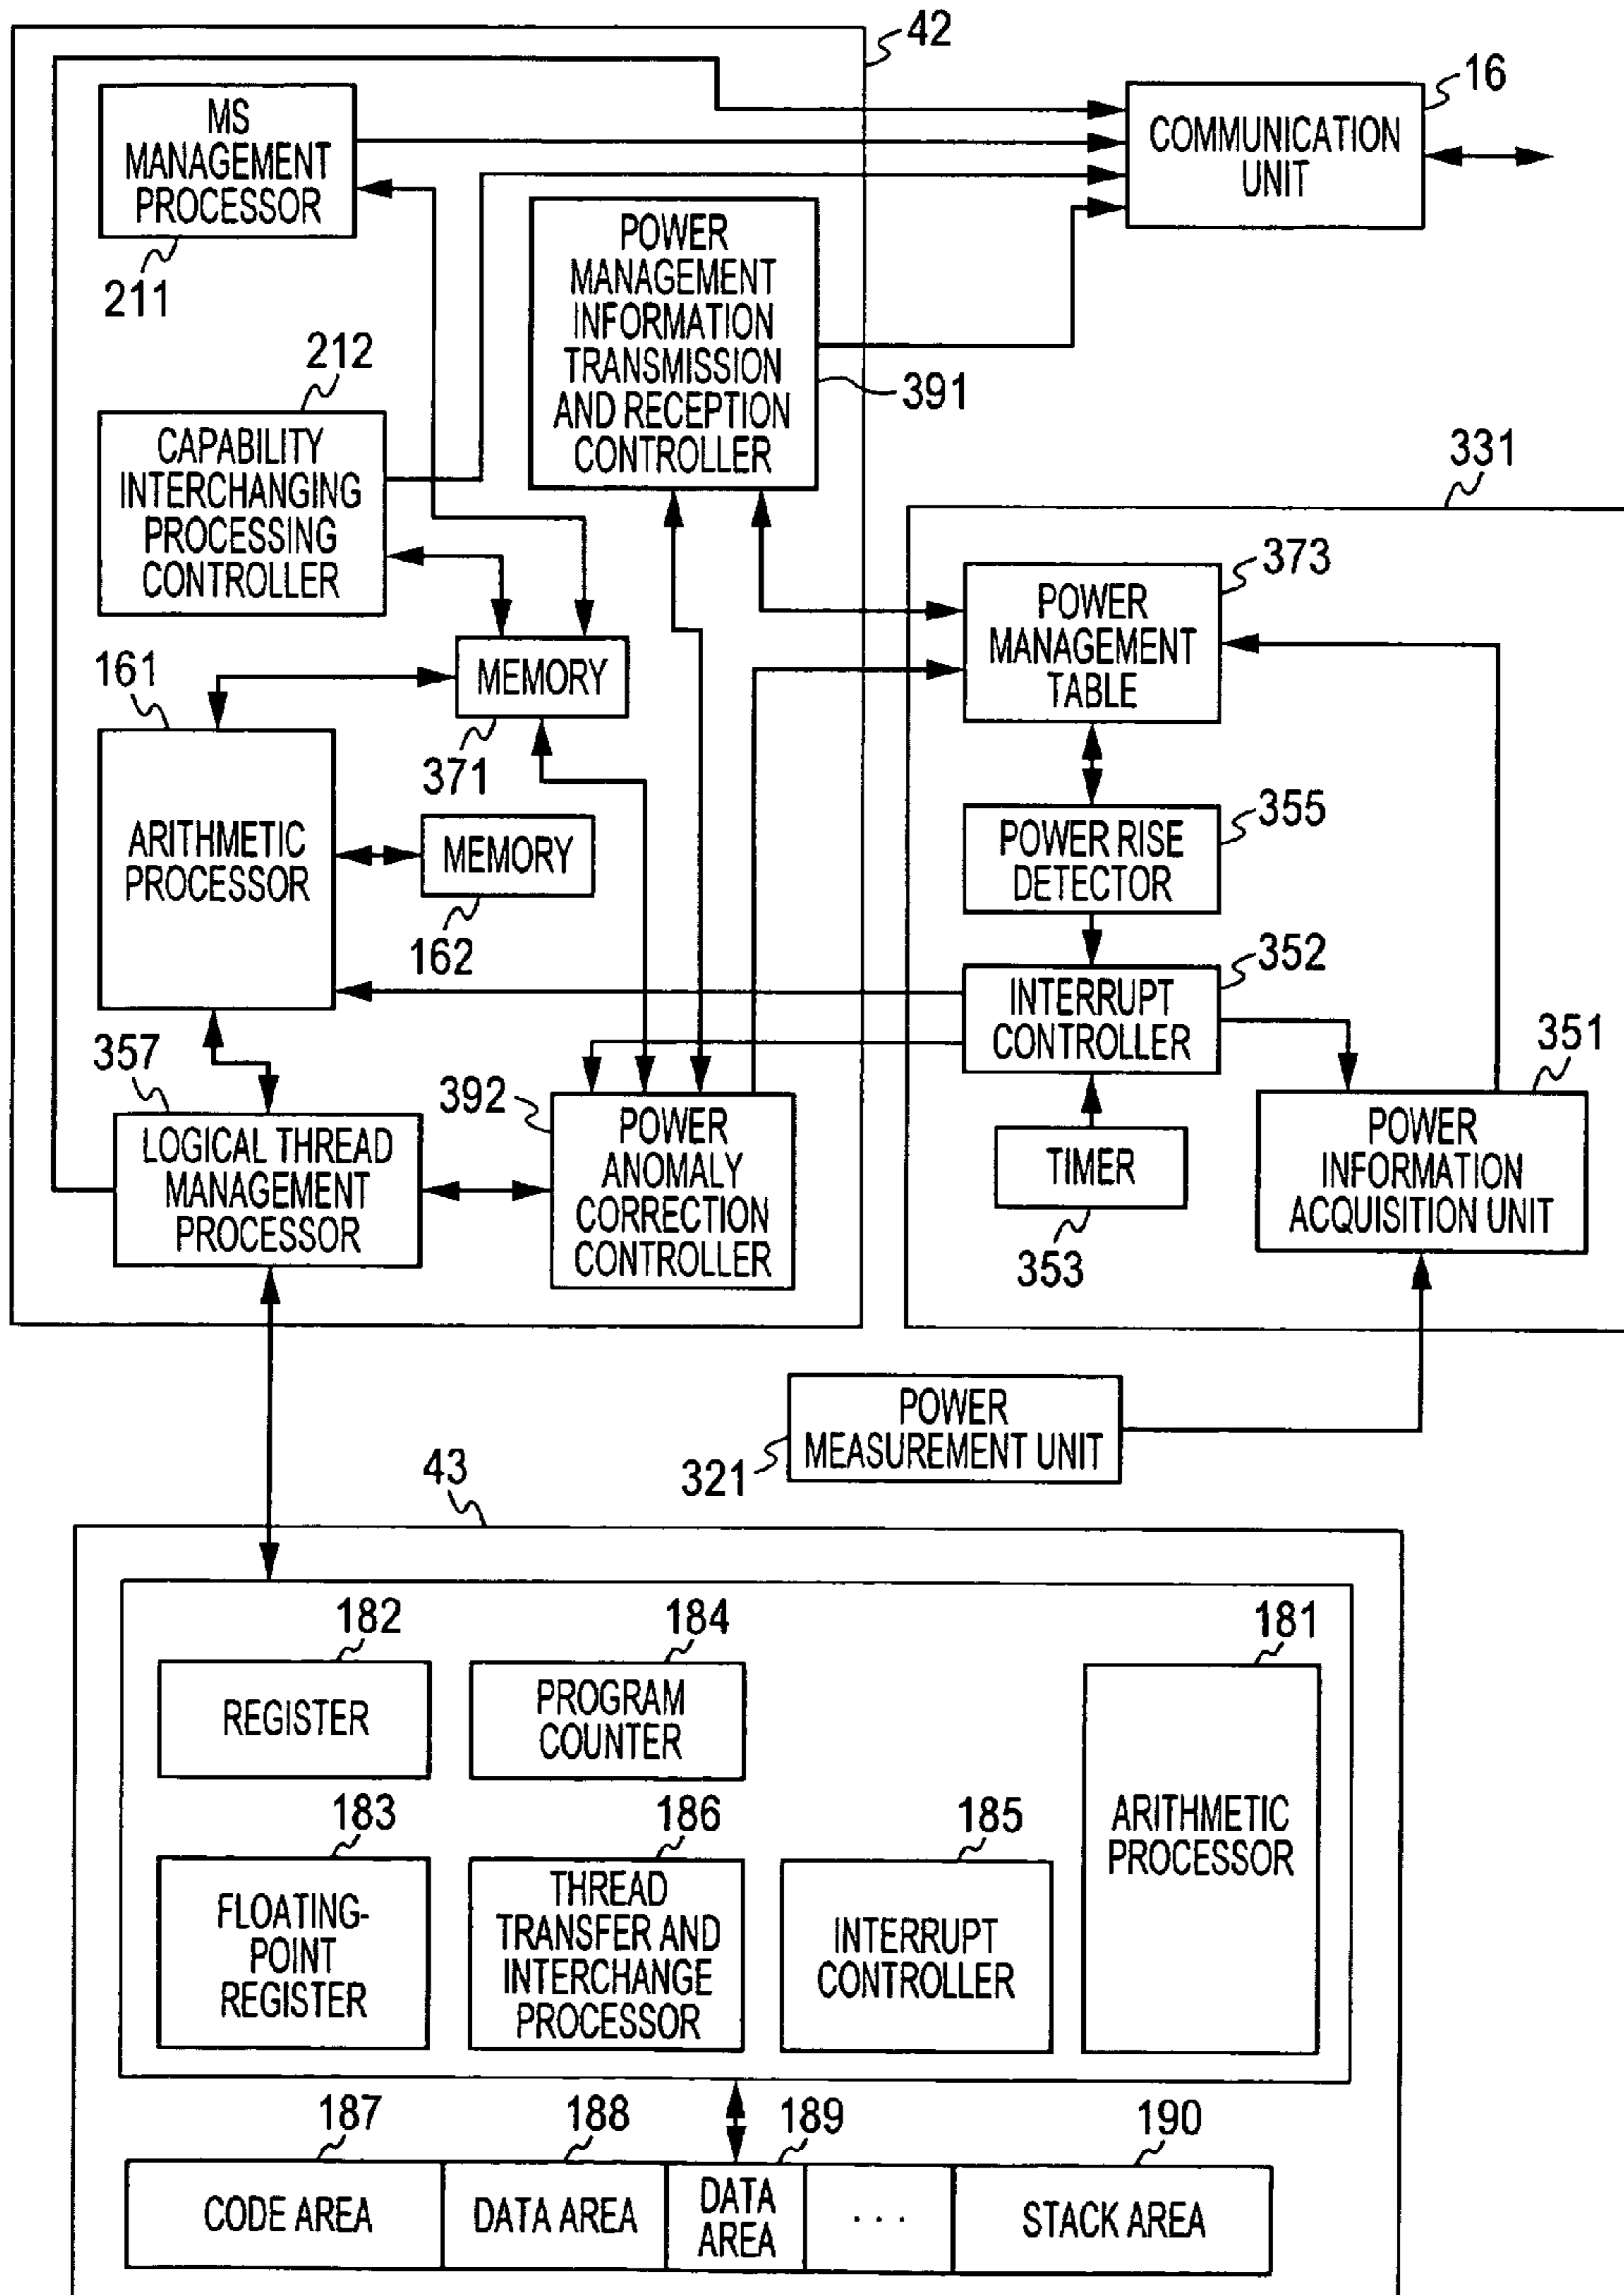 42
16
MS
MANAGEMENT
PROCESSOR
211
COMMUNICATION
UNIT
POWER
MANAGEMENT
INFORMATION
TRANSMISSION
AND RECEPTION
CONTROLLER
391
212
CAPABILITY
INTERCHANGING
PROCESSING
CONTROLLER
331
373
POWER
MANAGEMENT
TABLE
161
MEMORY
371
ARITHMETIC
PROCESSOR
MEMORY
162
355
POWER RISE
DETECTOR
352
INTERRUPT
CONTROLLER
351
357
LOGICAL THREAD
MANAGEMENT
PROCESSOR
392
POWER
ANOMALY
CORRECTION
CONTROLLER
TIMER
353
POWER
INFORMATION
ACQUISITION UNIT
POWER
MEASUREMENT UNIT
321
43
182
REGISTER
184
PROGRAM
COUNTER
181
ARITHMETIC
PROCESSOR
183
FLOATING-
POINT
REGISTER
186
THREAD
TRANSFER AND
INTERCHANGE
PROCESSOR
185
INTERRUPT
CONTROLLER
187
188
189
190
CODE AREA
DATA AREA
DATA
AREA
. . .
STACK AREA